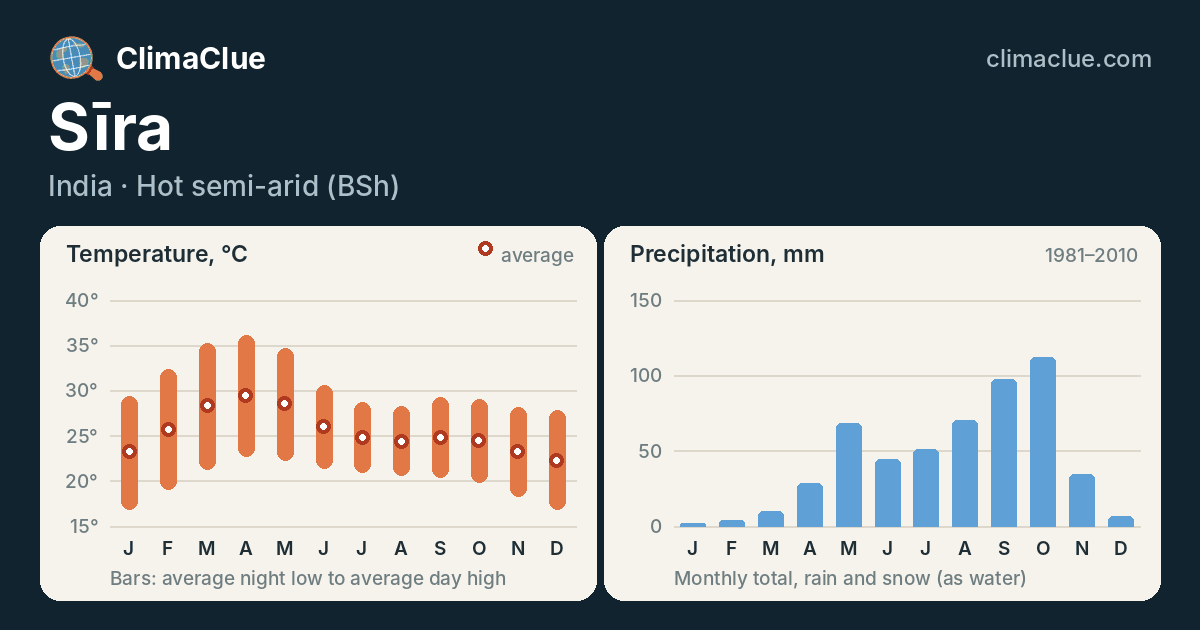 ClimaClue
climaclue.com
Sīra
India · Hot semi-arid (BSh)
Temperature, °C
average
40°
35°
30°
25°
20°
15°
J F M A M J J A S O N D
Bars: average night low to average day high
Precipitation, mm
1981–2010
150
100
50
0
J F M A M J J A S O N D
Monthly total, rain and snow (as water)